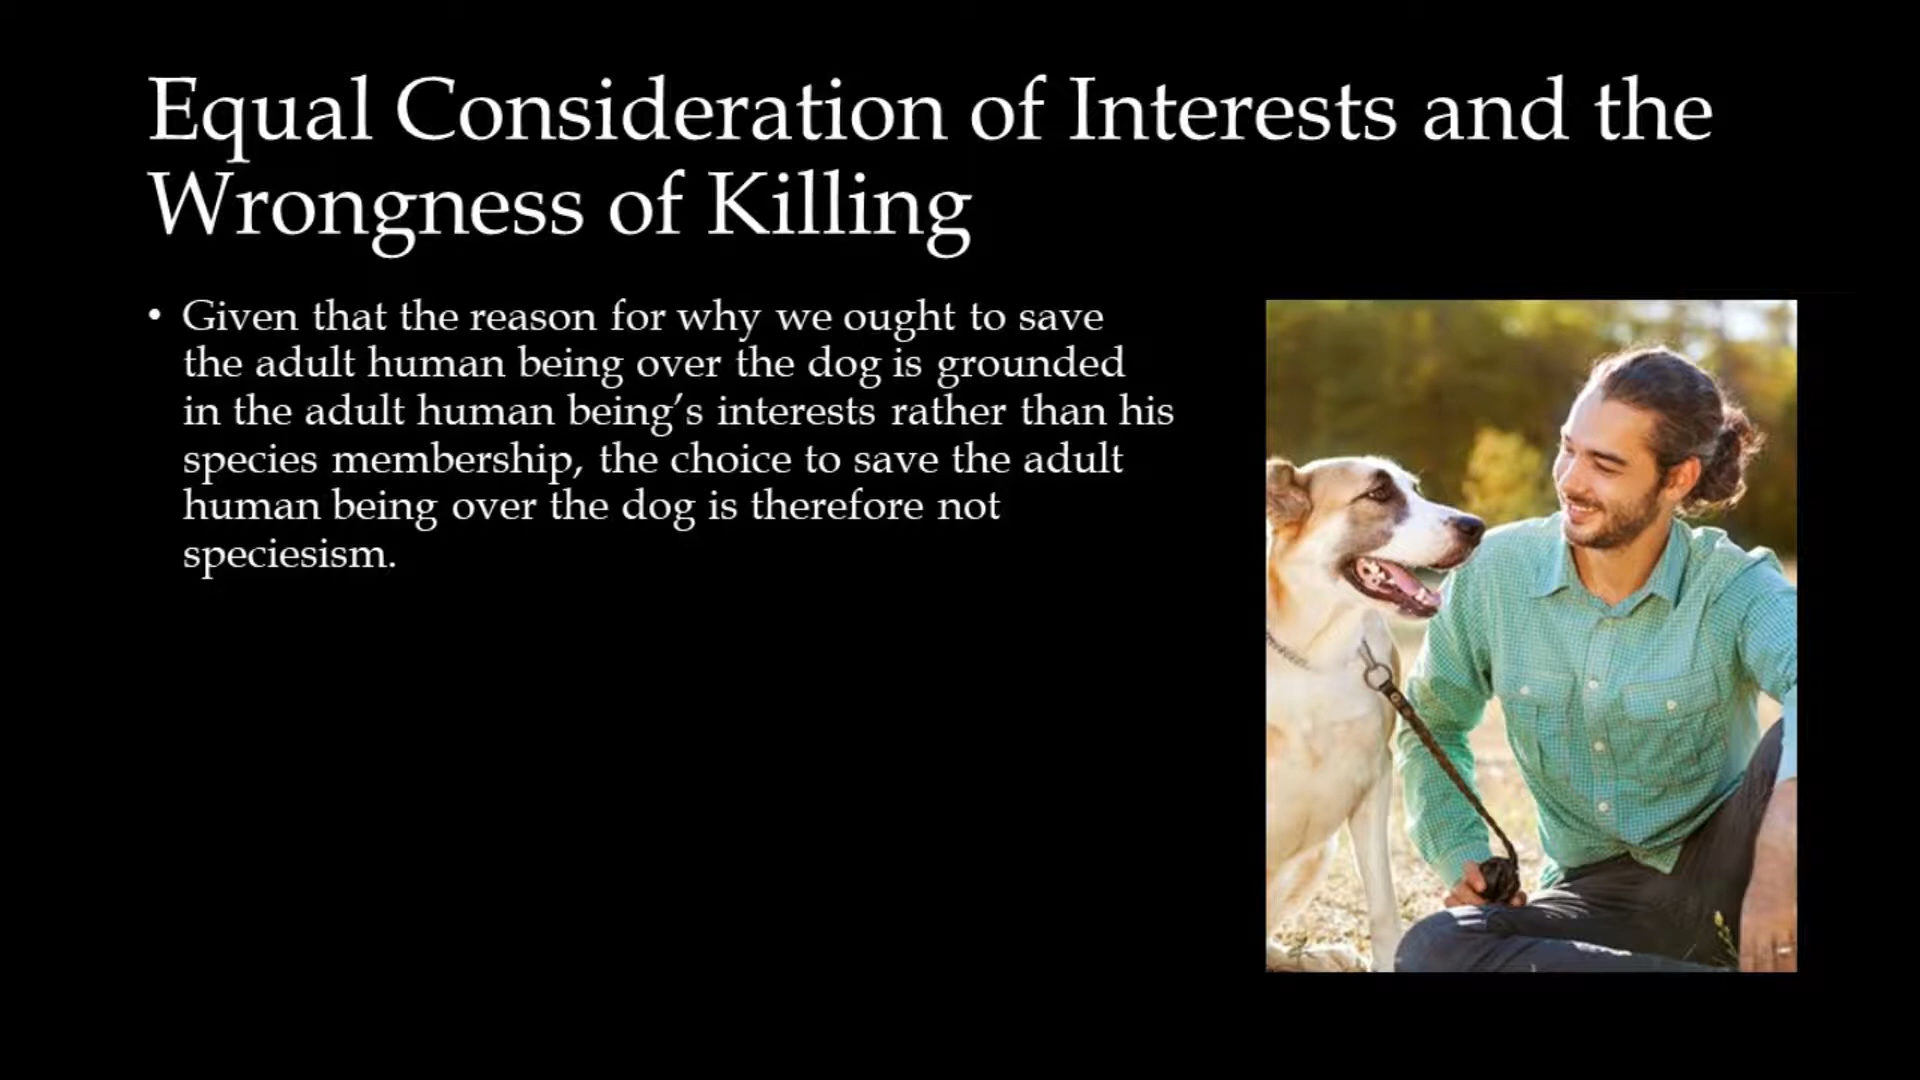 Equal Consideration of Interests and the
Wrongness of Killing
• Given that the reason for why we ought to save
the adult human being over the dog is grounded
in the adult human being’s interests rather than his
species membership, the choice to save the adult
human being over the dog is therefore not
speciesism.